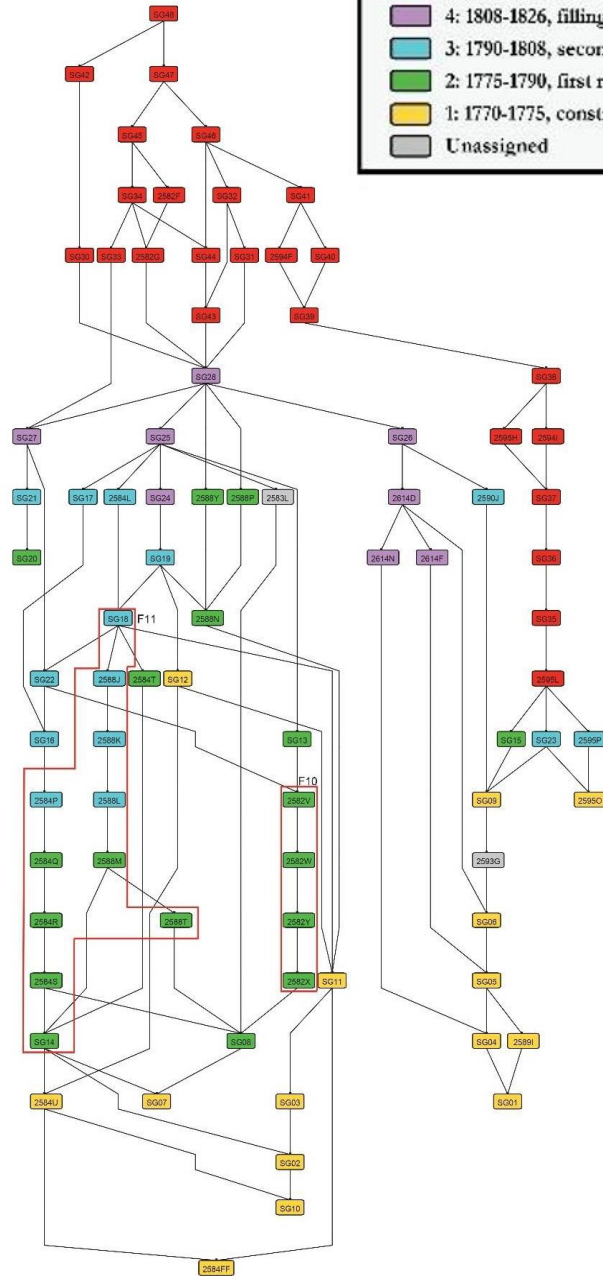 SG48
4: 1808-1826, filling
SG42 SG47
3: 1790-1808, secon
2: 1775-1790, first r
1: 1770-1775, const
SG45 SG46
Unassigned
SG34 2582F SG32 SG41
SG30 SG33 2582G SG44 SG31 2594F SG40
SG43 SG39
SG28 SG38
SG27 SG25 SG26 2595H 2594I
SG21 SG17 2584L SG24 2588Y 2588P 2583L 2614D 2590J SG37
SG20 SG19 2614N 2614F SG36
SG18 F11 2588N SG35
SG22 2588J 2584T SG12 2595L
SG16 2588K SG13 SG15 SG23 2595P
F10
2584P 2588L 2582V SG09 2595O
2584Q 2588M 2582W 2593G
2584R 2588T 2582Y SG06
2584S 2582X SG11 SG05
SG14 SG08 SG04 2589I
2584U SG07 SG03 SG01
SG02
SG10
2584FF